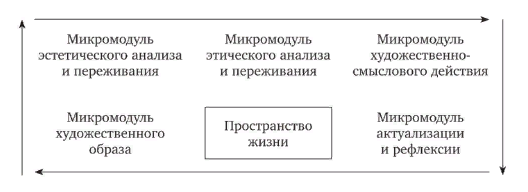 Микромодуль
эстетического анализа
и переживания
Микромодуль
этического анализа
и переживания
Микромодуль
художественно-
смыслового действия
Микромодуль
художественного
образа
Пространство
жизни
Микромодуль
актуализации
и рефлексии